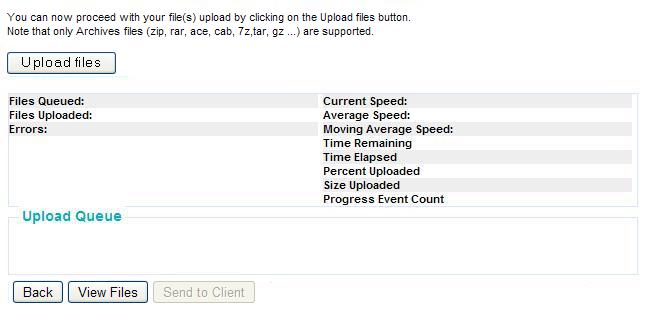 You can now proceed with your file(s) upload by clicking on the Upload files button.
Note that only Archives files (zip, rar, ace, cab, 7z,tar, gz ...) are supported.
Upload files
Files Queued:
Files Uploaded:
Errors:
Current Speed:
Average Speed:
Moving Average Speed:
Time Remaining
Time Elapsed
Percent Uploaded
Size Uploaded
Progress Event Count
Upload Queue
Back View Files Send to Client